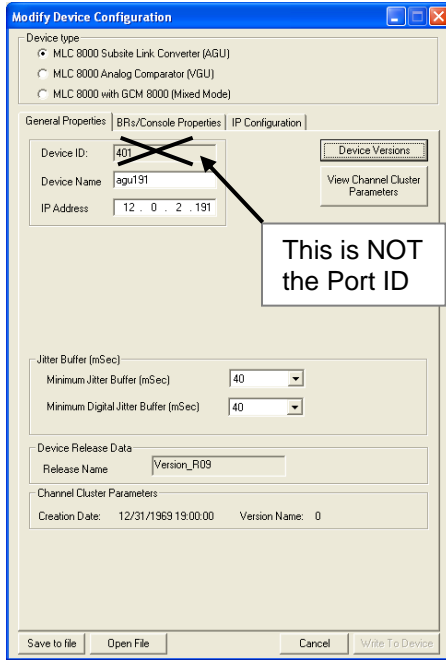 Modify Device Configuration
Device type
MLC 8000 Subsite Link Converter (AGU)
MLC 8000 Analog Comparator (VGU)
MLC 8000 with GCM 8000 (Mixed Mode)
General Properties BRs/Console Properties IP Configuration
Device ID: 401
Device Versions
Device Name agu191
View Channel Cluster
Parameters
IP Address 12 . 0 . 2 . 191
This is NOT
the Port ID
Jitter Buffer (mSec)
Minimum Jitter Buffer (mSec) 40
Minimum Digital Jitter Buffer (mSec) 40
Device Release Data
Release Name Version_R09
Channel Cluster Parameters
Creation Date: 12/31/1969 19:00:00 Version Name: 0
Save to file Open File Cancel Write To Device